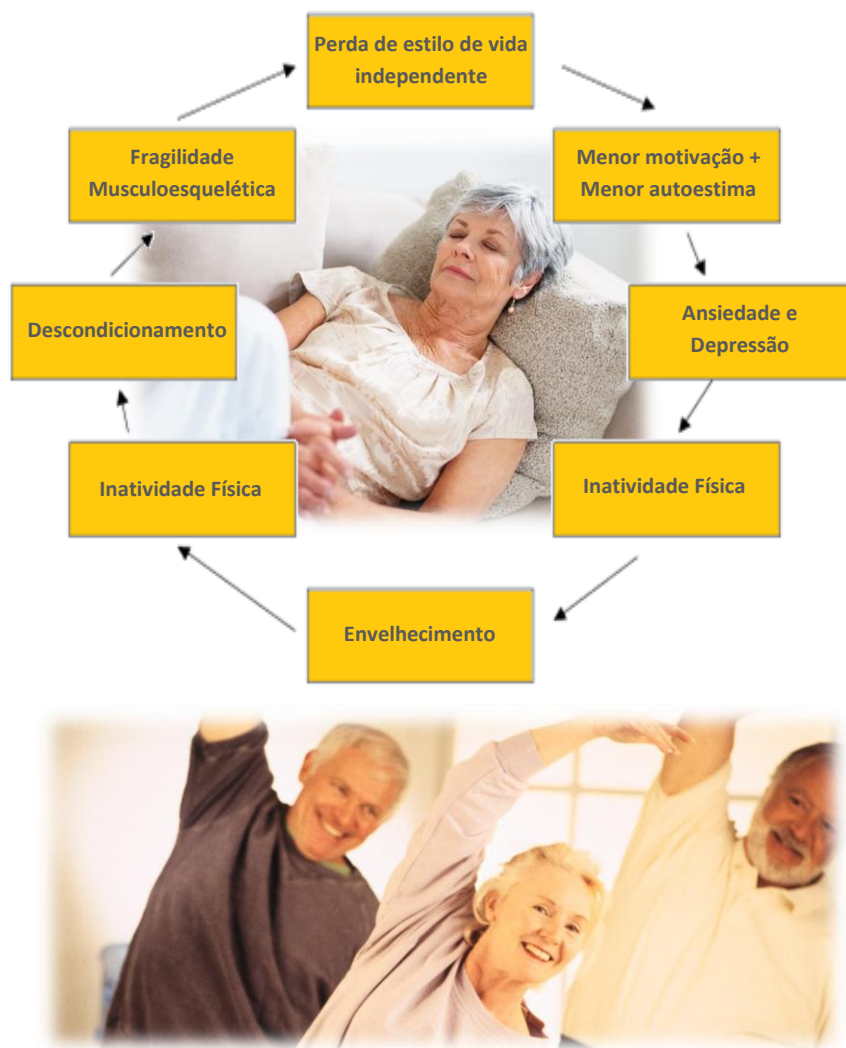 Perda de estilo de vida
independente
Fragilidade
Musculoesquelética
Menor motivação +
Menor autoestima
Descondicionamento
Ansiedade e
Depressão
Inatividade Física
Inatividade Física
Envelhecimento